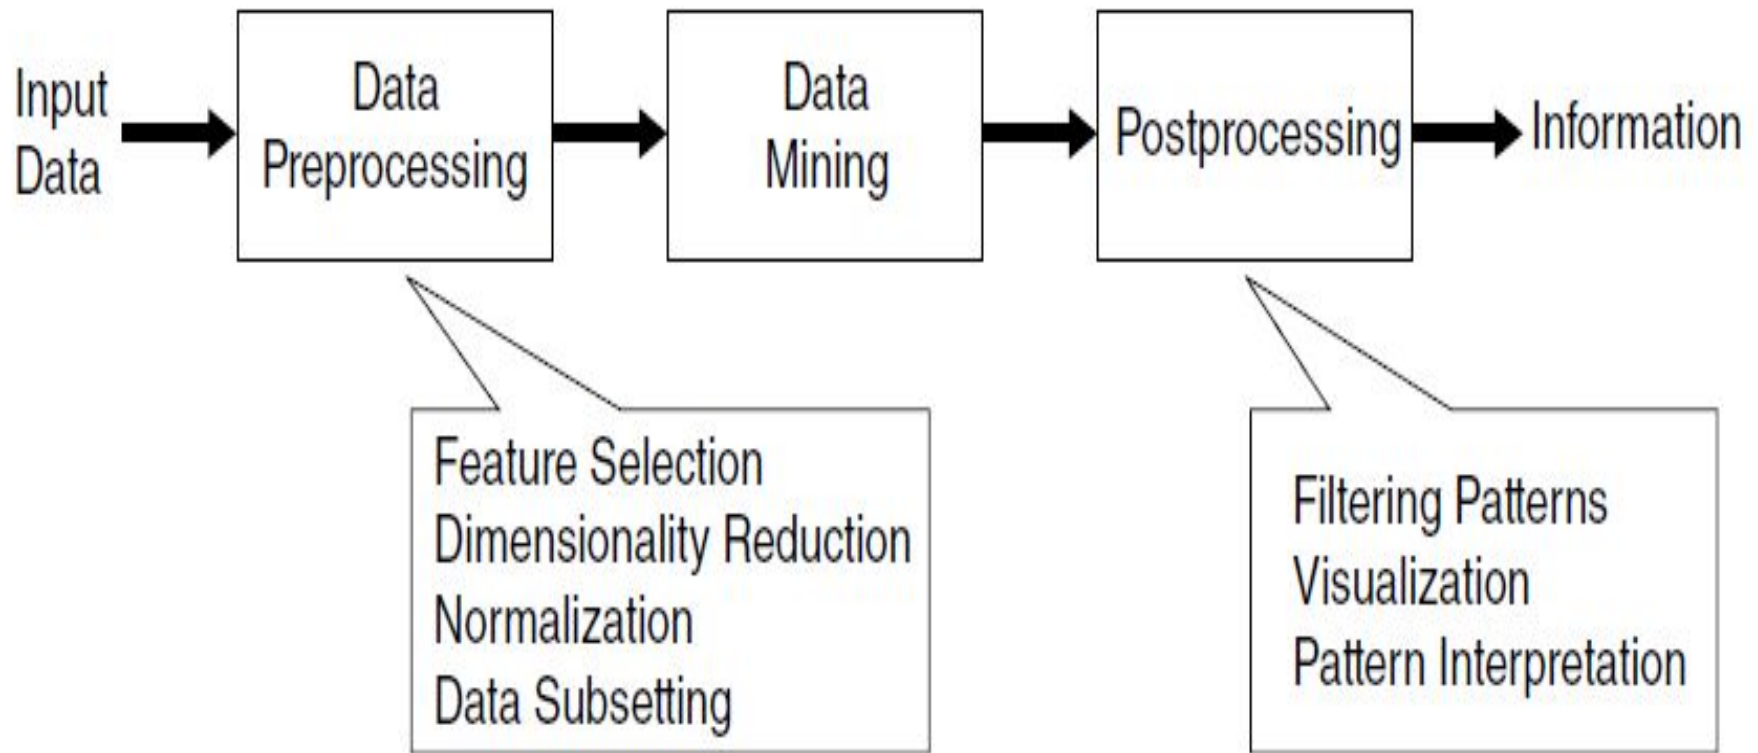 Input
Data
Data
Preprocessing
Data
Mining
Postprocessing
Information
Feature Selection
Dimensionality Reduction
Normalization
Data Subsetting
Filtering Patterns
Visualization
Pattern Interpretation